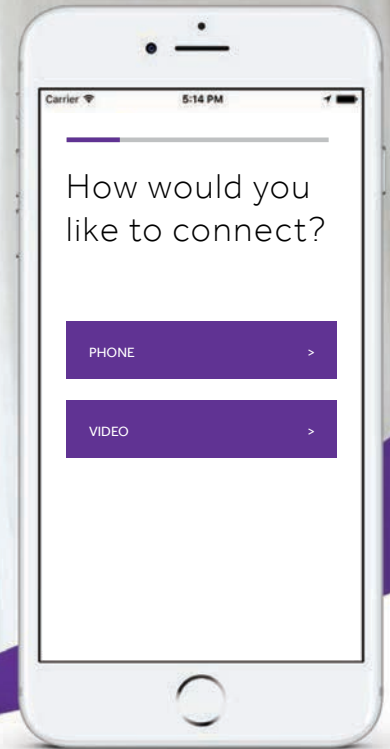 Carrier 5:14 PM
How would you
like to connect?
PHONE >
VIDEO >